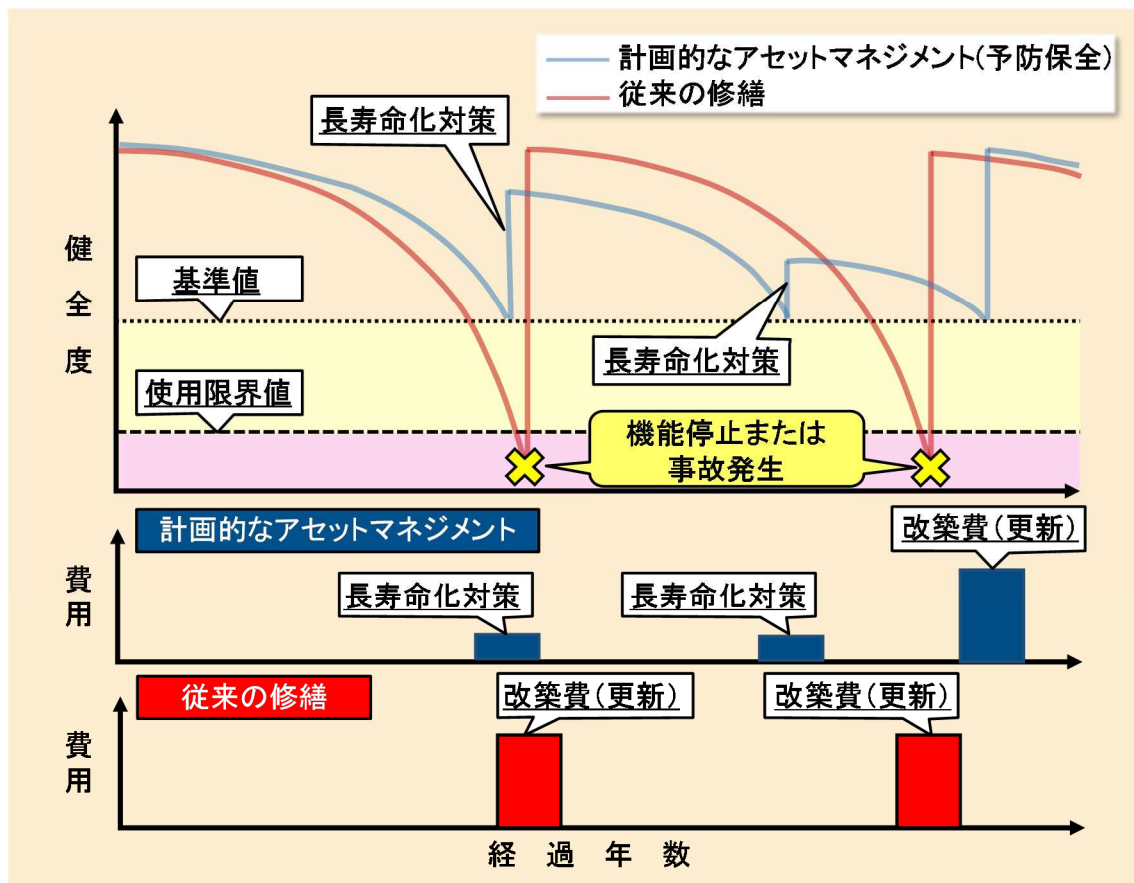 計画的なアセットマネジメント(予防保全)
従来の修繕
長寿命化対策
健全度
基準値
長寿命化対策
使用限界値
機能停止または
事故発生
計画的なアセットマネジメント
改築費(更新)
費用
長寿命化対策
長寿命化対策
従来の修繕
改築費(更新)
改築費(更新)
費用
経過年数